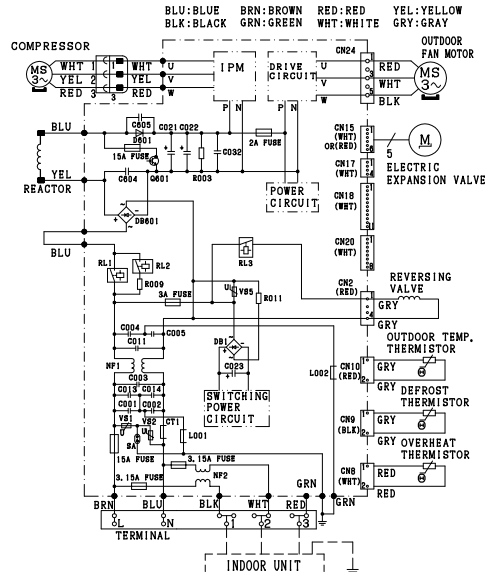 BLU:BLUE BRN:BROWN RED:RED YEL:YELLOW
BLK:BLACK GRN:GREEN WHT:WHITE GRY:GRAY
COMPRESSOR
OUTDOOR
FAN MOTOR
CN24
MS
3~
WHT 1 1 WHT U
YEL 2 YEL V
RED 3 3 RED W
IPM
DRIVE
CIRCUIT
U
V
W
1
3
5
RED
WHT
BLK
MS
3~
P N
P N
BLU
C605
D601
C021
C022
15A FUSE
2A FUSE
R003
C032
C604
Q601
YEL
REACTOR
POWER
CIRCUIT
CN15
(WHT)
OR(RED)
5
M
ELECTRIC
EXPANSION VALVE
CN17
(WHT)
CN18
(WHT)
CN20
(WHT)
DB601
BLU
RL1
RL2
R009
RL3
3A FUSE
U
VS5
R011
CN2
(RED)
REVERSING
VALVE
GRY
GRY
C004
C005
C011
NF1
DB1
C023
L002
OUTDOOR TEMP.
THERMISTOR
CN10
(RED)
GRY
GRY
C003
C013
C014
C001
C002
VS1
VS2
CT1
L001
SA
SWITCHING
POWER
CIRCUIT
DEFROST
THERMISTOR
CN9
(BLK)
GRY
GRY
OVERHEAT
THERMISTOR
15A FUSE
3.15A FUSE
NF2
3.15A FUSE
CN8
(WHT)
RED
RED
BRN BLU BLK WHT RED GRN GRN
L N 1 2 3
TERMINAL
INDOOR UNIT